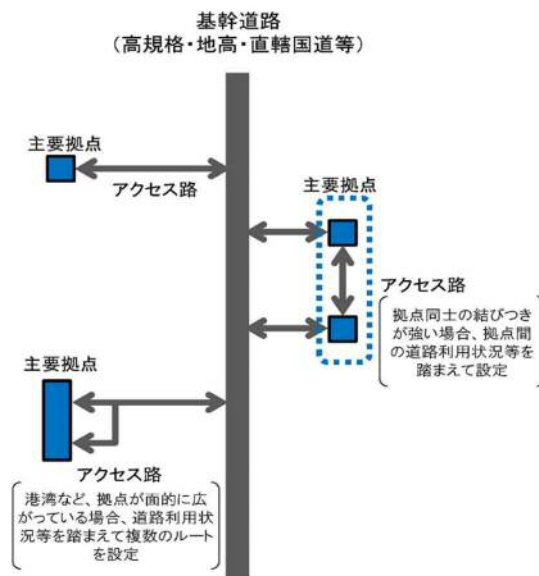 基幹道路
（高規格・地高・直轄国道等）
主要拠点
アクセス路
主要拠点
アクセス路
拠点同士の結びつき
が強い場合、拠点間
の道路利用状況等を
踏まえて設定
主要拠点
アクセス路
港湾など、拠点が面的に広
がっている場合、道路利用状
況等を踏まえて複数のルート
を設定